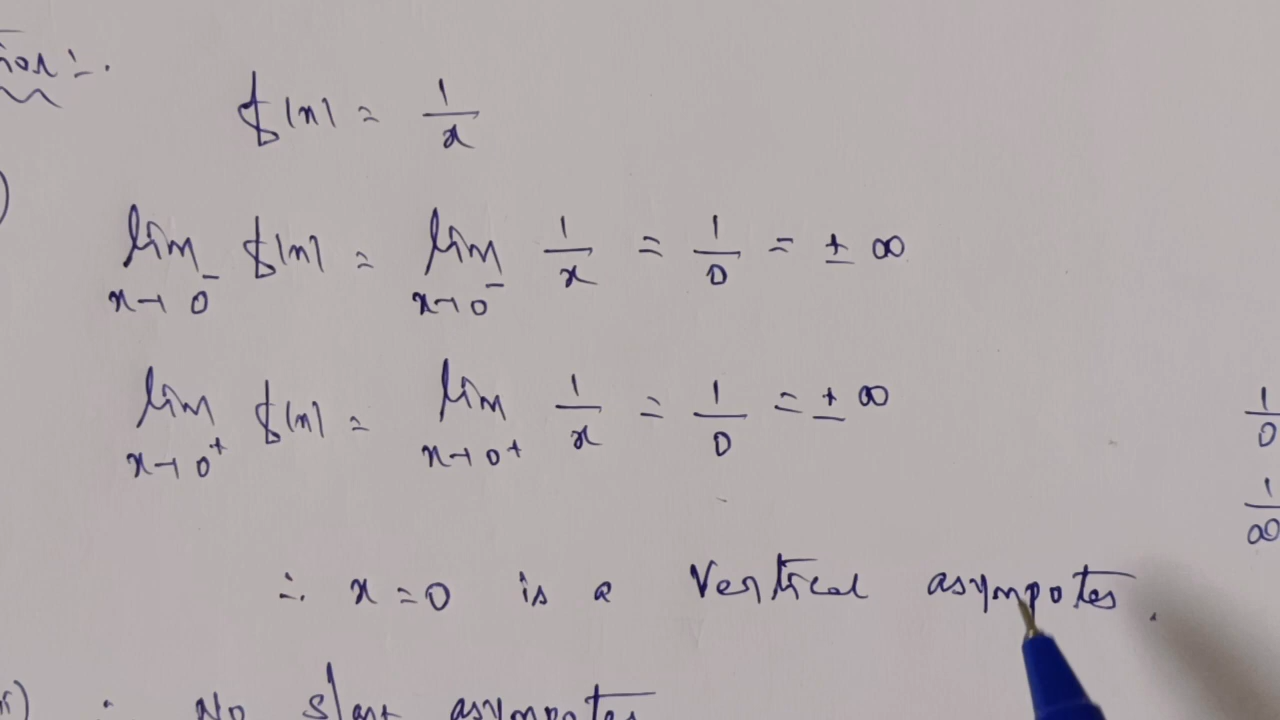 f(x) = 1/x
lim x→0⁻ f(x) = lim x→0⁻ 1/x = 1/0 = ± ∞
lim x→0⁺ f(x) = lim x→0⁺ 1/x = 1/0 = ± ∞
1/0
1/∞
∴ x = 0 is a Vertical asympotes.
∴ No slant asympotes